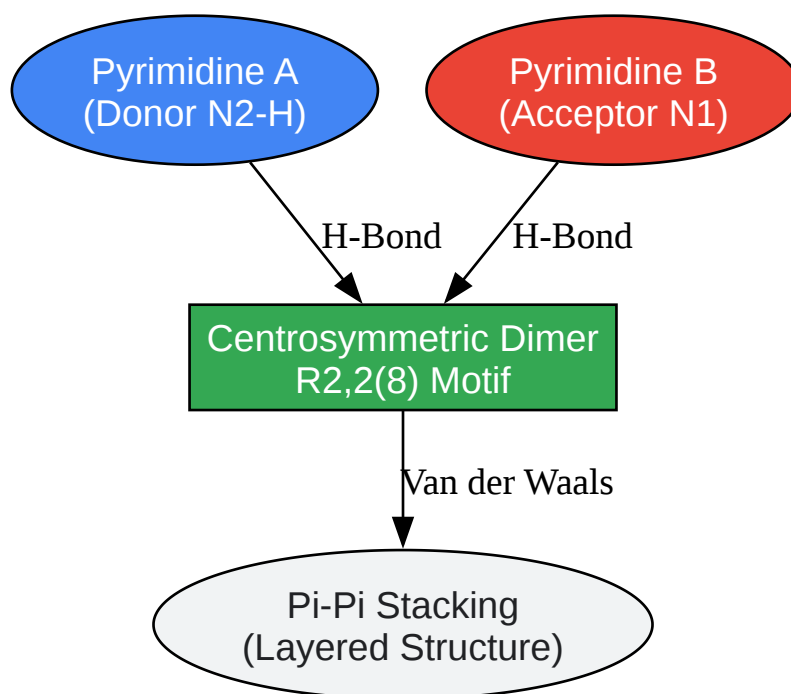 Pyrimidine A
(Donor N2-H)
Pyrimidine B
(Acceptor N1)
H-Bond
H-Bond
Centrosymmetric Dimer
R2,2(8) Motif
Van der Waals
Pi-Pi Stacking
(Layered Structure)